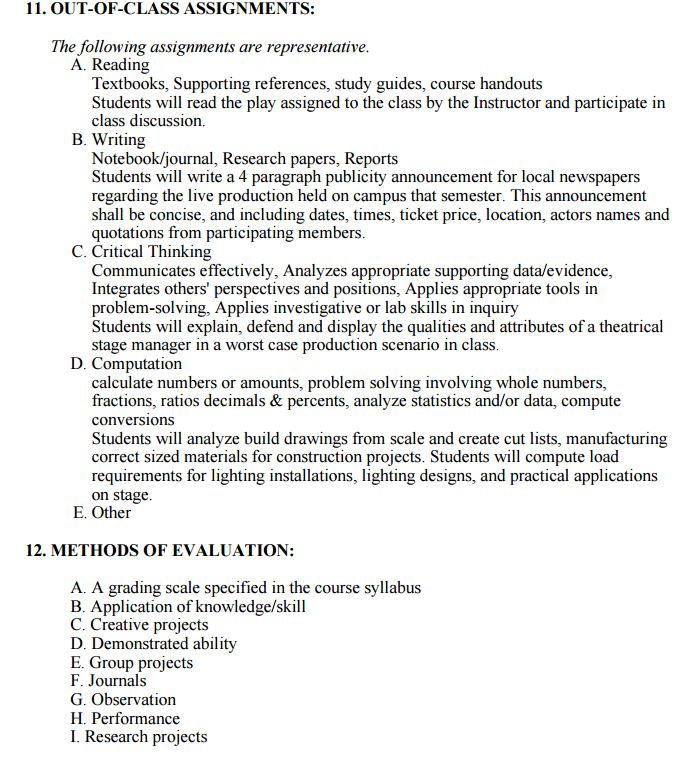 11. OUT-OF-CLASS ASSIGNMENTS:
The following assignments are representative.
A. Reading
Textbooks, Supporting references, study guides, course handouts
Students will read the play assigned to the class by the Instructor and participate in
class discussion.
B. Writing
Notebook/journal, Research papers, Reports
Students will write a 4 paragraph publicity announcement for local newspapers
regarding the live production held on campus that semester. This announcement
shall be concise, and including dates, times, ticket price, location, actors names and
quotations from participating members.
C. Critical Thinking
Communicates effectively, Analyzes appropriate supporting data/evidence,
Integrates others' perspectives and positions, Applies appropriate tools in
problem-solving, Applies investigative or lab skills in inquiry
Students will explain, defend and display the qualities and attributes of a theatrical
stage manager in a worst case production scenario in class.
D. Computation
calculate numbers or amounts, problem solving involving whole numbers,
fractions, ratios decimals & percents, analyze statistics and/or data, compute
conversions
Students will analyze build drawings from scale and create cut lists, manufacturing
correct sized materials for construction projects. Students will compute load
requirements for lighting installations, lighting designs, and practical applications
on stage.
E. Other
12. METHODS OF EVALUATION:
A. A grading scale specified in the course syllabus
B. Application of knowledge/skill
C. Creative projects
D. Demonstrated ability
E. Group projects
F. Journals
G. Observation
H. Performance
I. Research projects